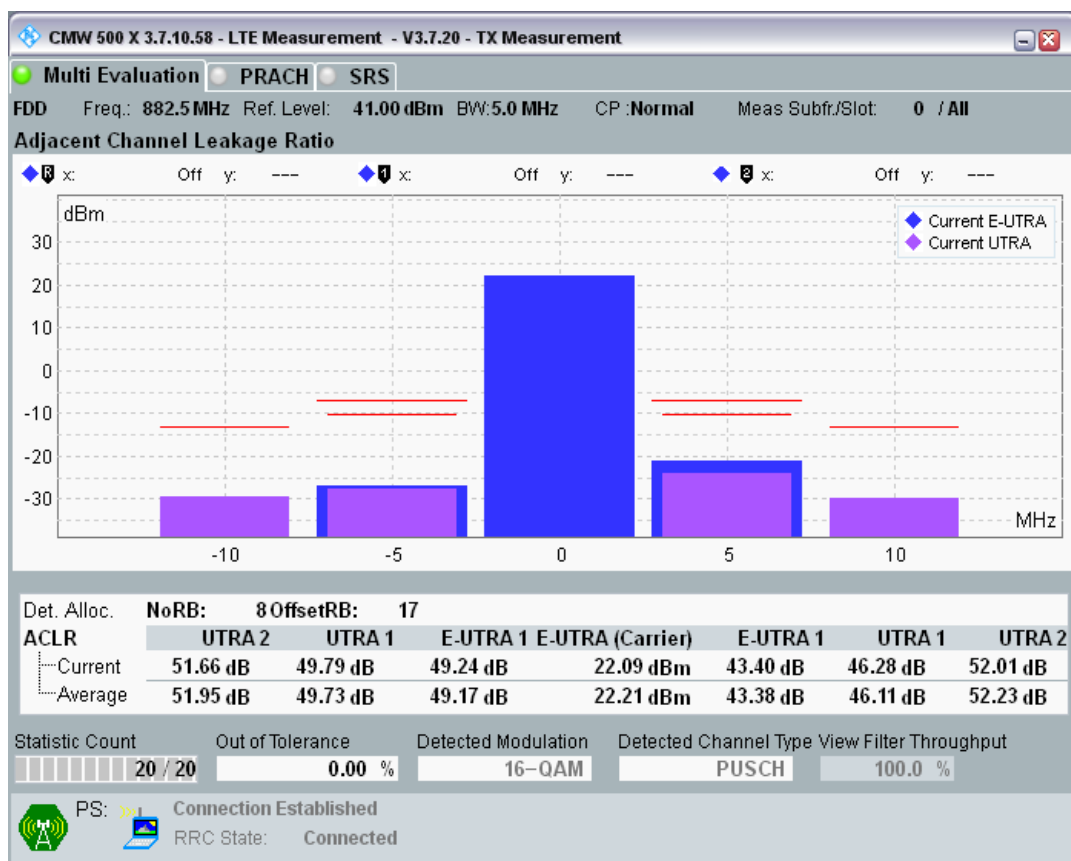 CMW 500 X 3.7.10.58 - LTE Measurement - V3.7.20 - TX Measurement
Multi Evaluation PRACH SRS
FDD Freq.: 882.5 MHz Ref. Level: 41.00 dBm BW: 5.0 MHz CP : Normal Meas Subfr./Slot: 0 / All
Adjacent Channel Leakage Ratio
R x: Off y: --- 1 x: Off y: --- 2 x: Off y: ---
dBm
Current E-UTRA
Current UTRA
30
20
10
0
-10
-20
-30
MHz
-10 -5 0 5 10
Det. Alloc. NoRB: 8 OffsetRB: 17
ACLR UTRA 2 UTRA 1 E-UTRA 1 E-UTRA (Carrier) E-UTRA 1 UTRA 1 UTRA 2
Current 51.66 dB 49.79 dB 49.24 dB 22.09 dBm 43.40 dB 46.28 dB 52.01 dB
Average 51.95 dB 49.73 dB 49.17 dB 22.21 dBm 43.38 dB 46.11 dB 52.23 dB
Statistic Count Out of Tolerance Detected Modulation Detected Channel Type View Filter Throughput
20 / 20 0.00 % 16-QAM PUSCH 100.0 %
PS: Connection Established
RRC State: Connected